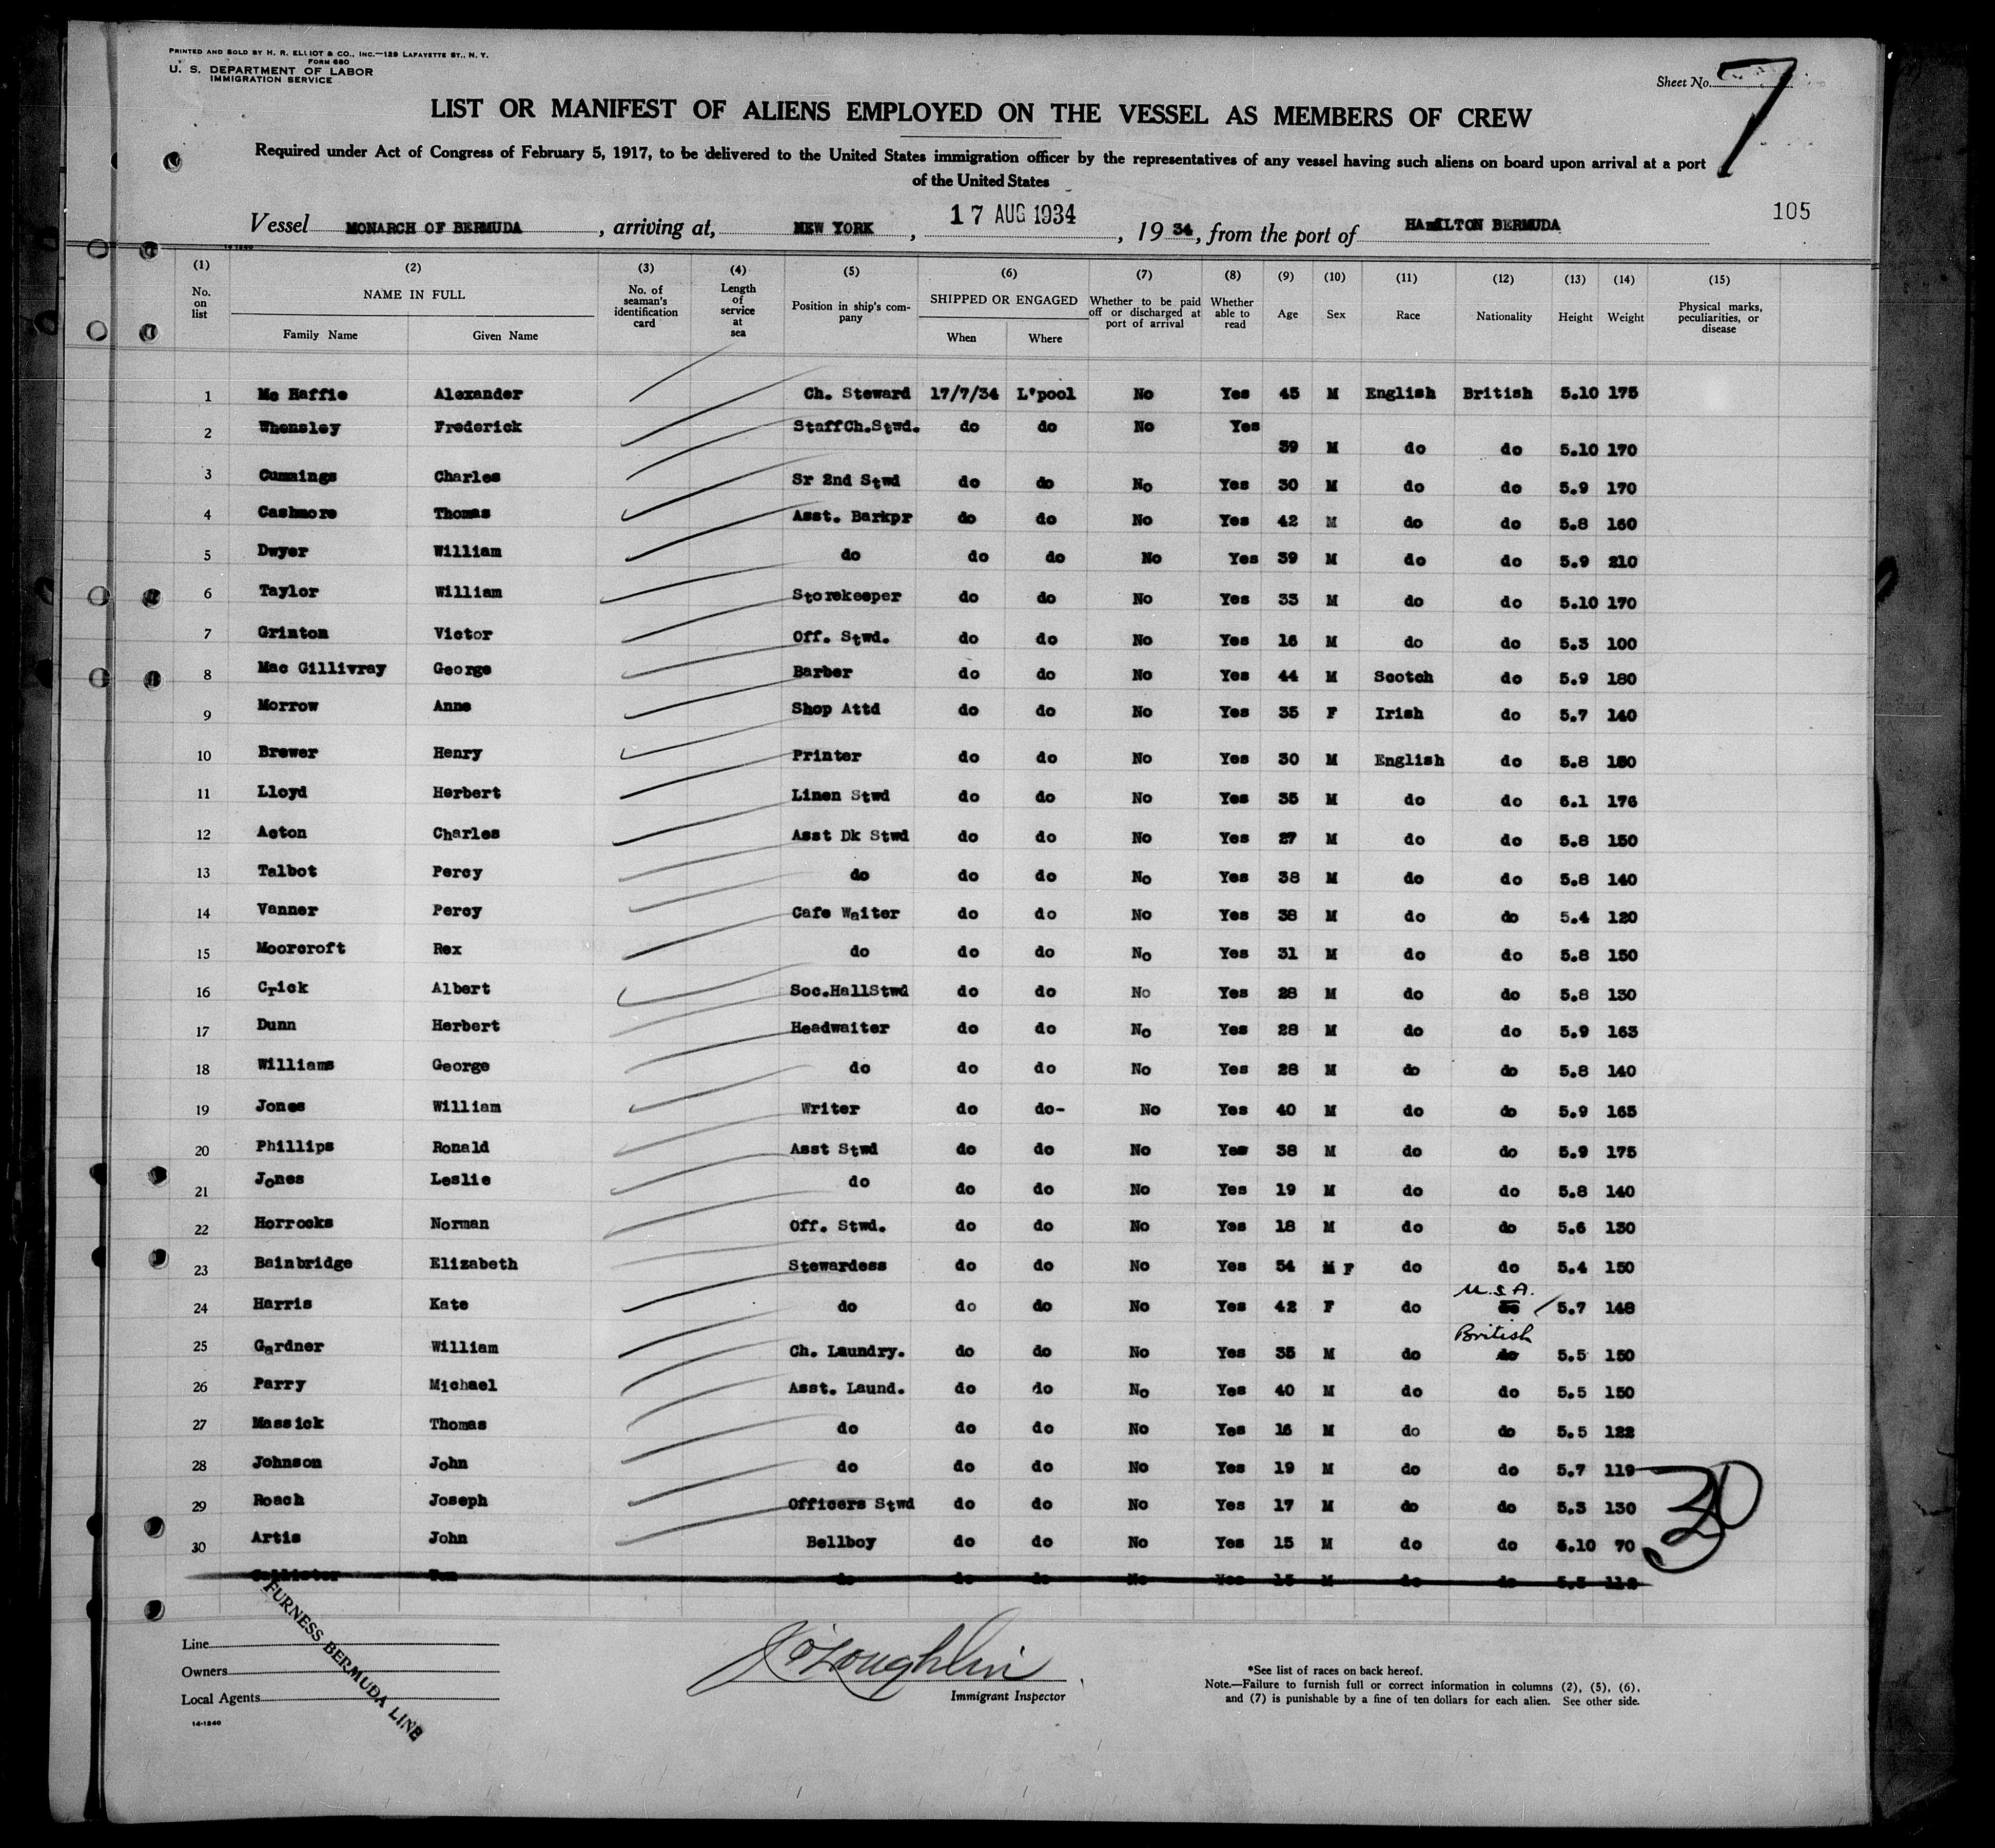 PRINTED AND SOLD BY H. R. ELLIOT & CO., INC.—129 LAFAYETTE ST., N. Y.
FORM 680
U. S. DEPARTMENT OF LABOR
IMMIGRATION SERVICE
Sheet No. 7
LIST OR MANIFEST OF ALIENS EMPLOYED ON THE VESSEL AS MEMBERS OF CREW
Required under Act of Congress of February 5, 1917, to be delivered to the United States immigration officer by the representatives of any vessel having such aliens on board upon arrival at a port
of the United States
Vessel MONARCH OF BERMUDA, arriving at, NEW YORK, 17 AUG 1934, 19 34, from the port of HAMILTON BERMUDA 105
14-1240
(1) (2) (3) (4) (5) (6) (7) (8) (9) (10) (11) (12) (13) (14) (15)
No. on list NAME IN FULL Family Name Given Name No. of seaman's identification card Length of service at sea Position in ship's company SHIPPED OR ENGAGED When Where Whether to be paid off or discharged at port of arrival Whether able to read Age Sex Race Nationality Height Weight Physical marks, peculiarities, or disease
1 Mc Haffie Alexander Ch. Steward 17/7/34 L'pool No Yes 45 M English British 5.10 175
2 Whensley Frederick StaffCh.Stwd. do do No Yes 39 M do do 5.10 170
3 Cummings Charles Sr 2nd Stwd do do No Yes 30 M do do 5.9 170
4 Cashmore Thomas Asst. Barkpr do do No Yes 42 M do do 5.8 160
5 Dwyer William do do do No Yes 39 M do do 5.9 210
6 Taylor William Storekeeper do do No Yes 33 M do do 5.10 170
7 Grinton Victor Off. Stwd. do do No Yes 16 M do do 5.3 100
8 Mac Gillivray George Barber do do No Yes 44 M Scotch do 5.9 180
9 Morrow Anne Shop Attd do do No Yes 35 F Irish do 5.7 140
10 Brewer Henry Printer do do No Yes 30 M English do 5.8 180
11 Lloyd Herbert Linen Stwd do do No Yes 35 M do do 6.1 176
12 Acton Charles Asst Dk Stwd do do No Yes 27 M do do 5.8 150
13 Talbot Percy do do do No Yes 38 M do do 5.8 140
14 Vanner Percy Cafe Waiter do do No Yes 38 M do do 5.4 120
15 Moorcroft Rex do do do No Yes 31 M do do 5.8 150
16 Crick Albert Soc.HallStwd do do No Yes 28 M do do 5.8 130
17 Dunn Herbert Headwaiter do do No Yes 28 M do do 5.9 163
18 Williams George do do do No Yes 28 M do do 5.8 140
19 Jones William Writer do do- No Yes 40 M do do 5.9 165
20 Phillips Ronald Asst Stwd do do No Yes 38 M do do 5.9 175
21 Jones Leslie do do do No Yes 19 M do do 5.8 140
22 Horrocks Norman Off. Stwd. do do No Yes 18 M do do 5.6 130
23 Bainbridge Elizabeth Stewardess do do No Yes 54 M F do do 5.4 150
24 Harris Kate do do do No Yes 42 F do do U.S.A. 5.7 148
25 Gardner William Ch. Laundry. do do No Yes 35 M do do British 5.5 150
26 Parry Michael Asst. Laund. do do No Yes 40 M do do 5.5 150
27 Massick Thomas do do do No Yes 16 M do do 5.5 122
28 Johnson John do do do No Yes 19 M do do 5.7 119
29 Roach Joseph Officers Stwd do do No Yes 17 M do do 5.3 130
30 Artis John Bellboy do do No Yes 15 M do do 4.10 70
30
do do do No Yes 15 M do do
FURNESS BERMUDA LINE
Line
Owners
Local Agents
14-1240
J O'Loughlin
Immigrant Inspector
*See list of races on back hereof.
Note.—Failure to furnish full or correct information in columns (2), (5), (6),
and (7) is punishable by a fine of ten dollars for each alien. See other side.